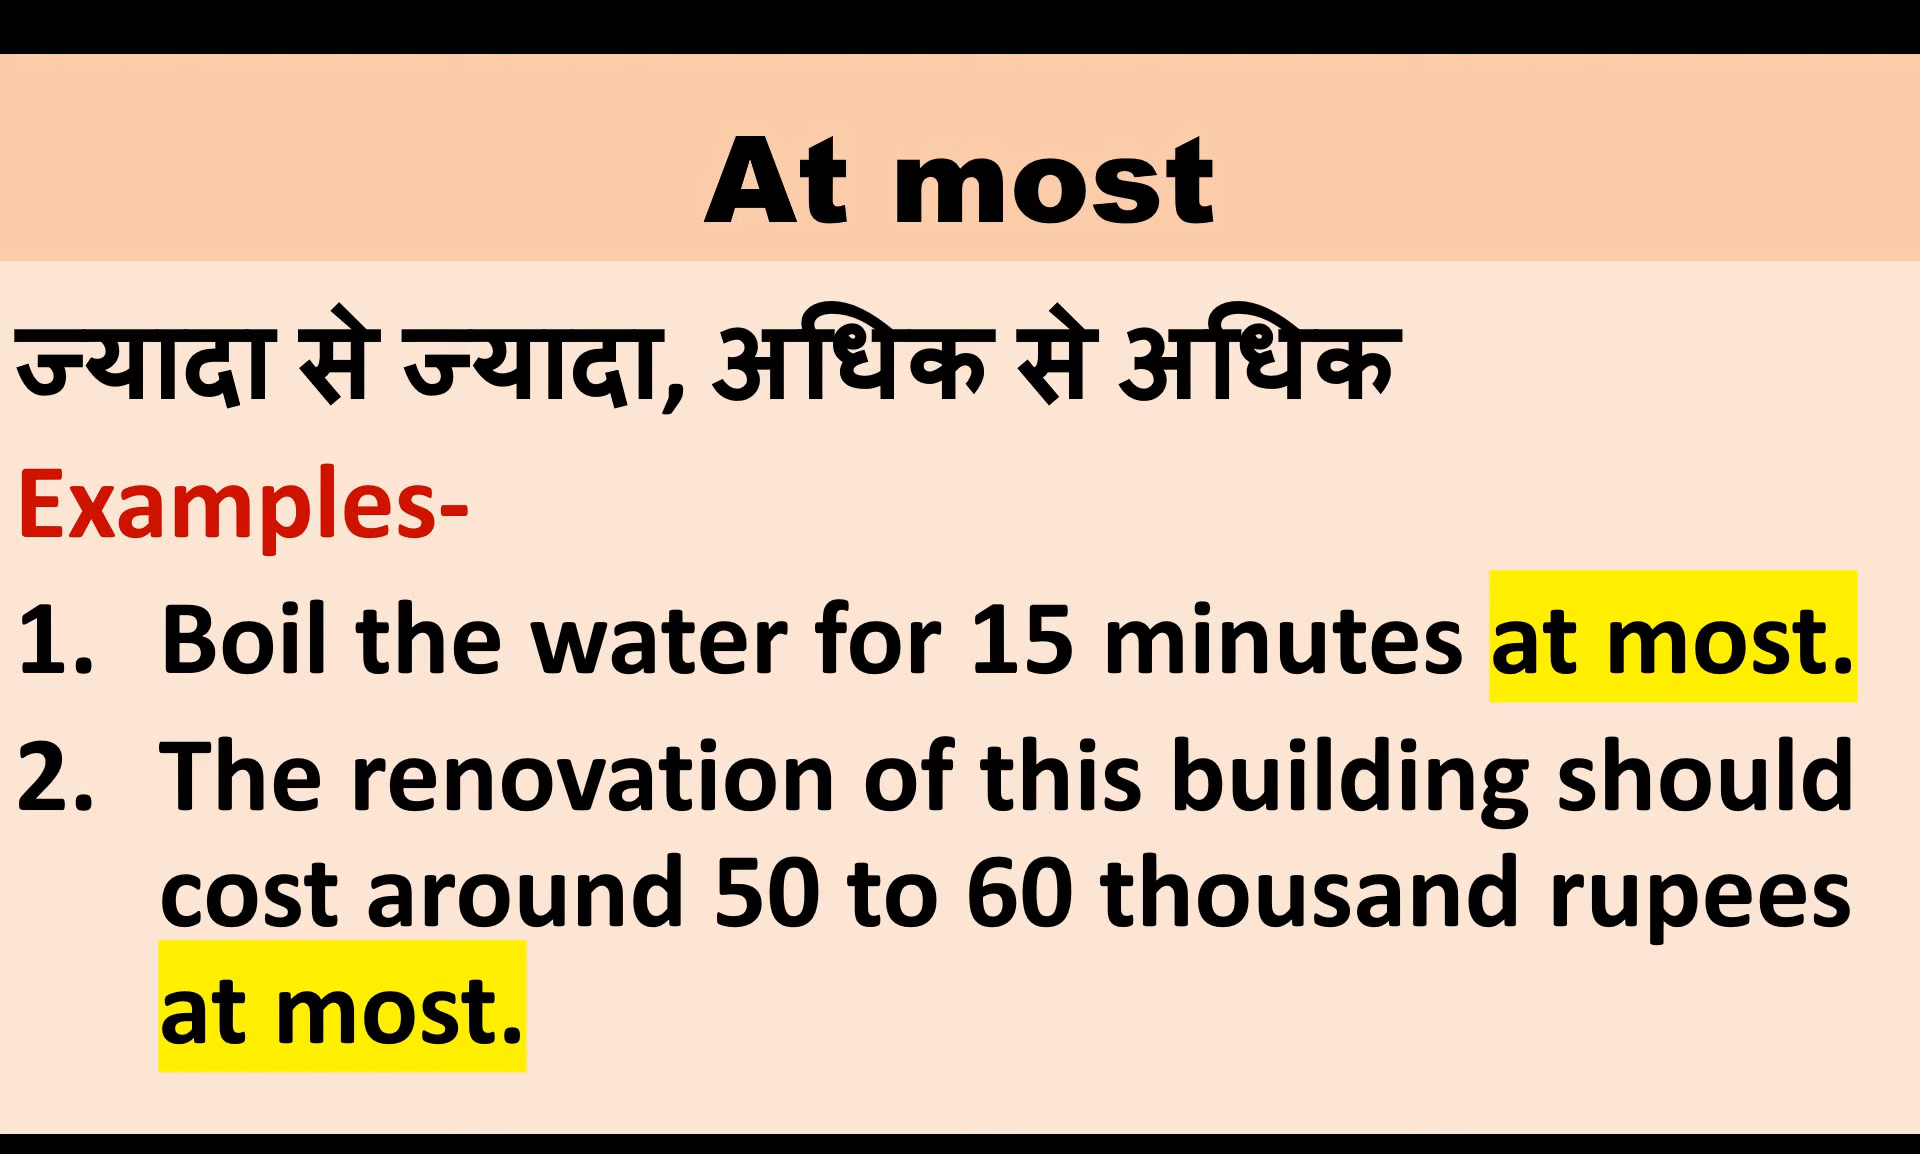 At most
ज्यादा से ज्यादा, अधिक से अधिक
Examples-
1. Boil the water for 15 minutes at most.
2. The renovation of this building should
cost around 50 to 60 thousand rupees
at most.